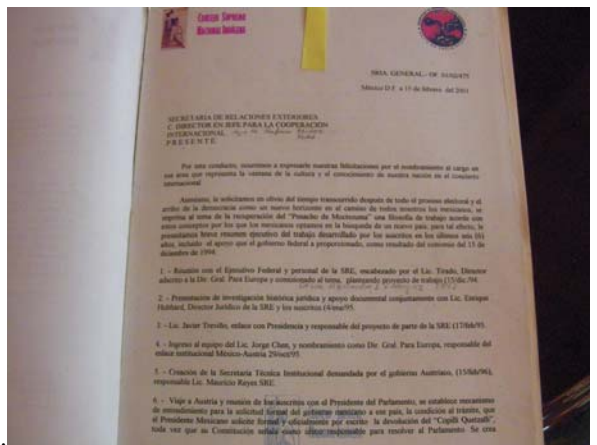 CONSEJO SUPREMO
NACIONAL INDIGENA
SRIA. GENERAL.- OF
México D.F. a 15 de febrero del 2001
SECRETARIA DE RELACIONES EXTERIORES
C. DIRECTOR EN JEFE PARA LA COOPERACIÓN
INTERNACIONAL
P R E S E N T E.
Por este conducto, ocurrimos a expresarle nuestras felicitaciones por el nombramiento al cargo en
esa área que representa la ventana de la cultura y el conocimiento de nuestra nación en el concierto
internacional.
Asimismo, le solicitamos en obvio del tiempo transcurrido después de todo el proceso electoral y el
arribo de la democracia como un nuevo horizonte en el camino de todos nosotros los mexicanos, se
imprima al tema de la recuperación del "Penacho de Moctezuma" una filosofía de trabajo acorde con
estos conceptos por los que los mexicanos optamos en la búsqueda de un nuevo país; para tal efecto, le
presentamos breve resumen ejecutivo del trabajo desarrollado por los suscritos en los últimos seis (6)
años, incluido el apoyo que el gobierno federal a proporcionado, como resultado del convenio del 15 de
diciembre de 1994.
1.- Reunión con el Ejecutivo Federal y personal de la SRE, encabezado por el Lic. Tirado, Director
adscrito a la Dir. Gral. Para Europa y comisionado al tema, planteando proyecto de trabajo (15/dic./94.
2.- Presentación de investigación histórica jurídica y apoyo documental conjuntamente con Lic. Enrique
Hubbard, Director Jurídico de la SRE y los suscritos (4/ene/95.
3.- Lic. Javier Treviño, enlace con Presidencia y responsable del proyecto de parte de la SRE (17/feb/95.
4.- Ingreso al equipo del Lic. Jorge Chen, y nombramiento como Dir. Gral. Para Europa, responsable del
enlace institucional México-Austria 29/oct/95
5.- Creación de la Secretaría Técnica Institucional demandada por el gobierno Austriaco, (15/feb/96),
responsable Lic. Mauricio Reyes SRE.
6.- Viaje a Austria y reunión de los suscritos con el Presidente del Parlamento, se establece mecanismo
de entendimiento para la solicitud formal del gobierno mexicano a ese país, la condición al trámite, que
el Presidente Mexicano solicite formal y oficialmente por escrito la devolución del "Copilli Quetzalli",
toda vez que su Constitución señala como único responsable para resolver al Parlamento. Se crea